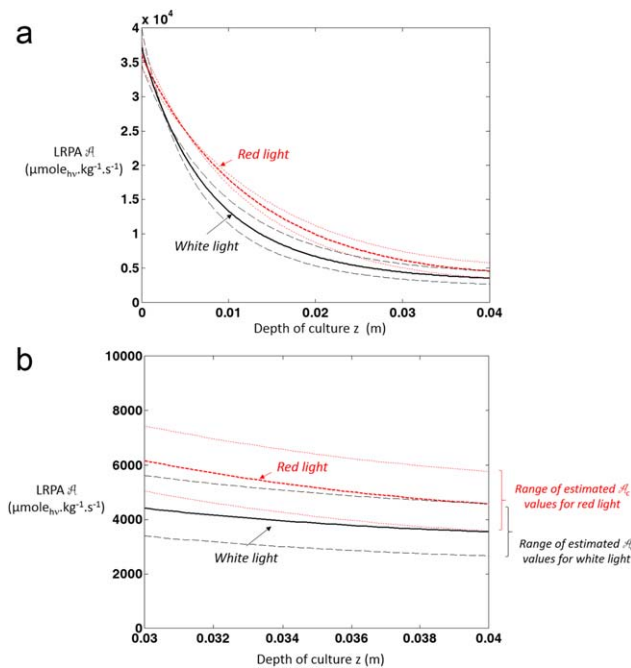 a
× 10⁴
4
3.5
3
2.5
2
1.5
1
0.5
0
LRPA 𝒜
(µmole_hν.kg⁻¹.s⁻¹)
Red light
White light
0
0.01
0.02
0.03
0.04
Depth of culture z (m)
b
10000
8000
6000
4000
2000
0
LRPA 𝒜
(µmole_hν.kg⁻¹.s⁻¹)
Red light
White light
Range of estimated 𝒜c
values for red light
Range of estimated 𝒜c
values for white light
0.03
0.032
0.034
0.036
0.038
0.04
Depth of culture z (m)